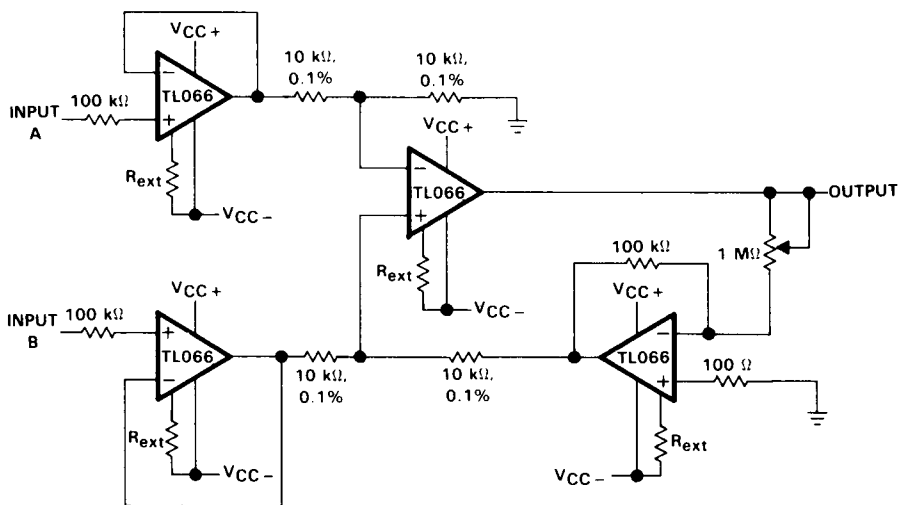 VCC+
10 kΩ,
0.1%
10 kΩ,
0.1%
INPUT
A
100 kΩ
−
TL066
+
Rext
VCC−
VCC+
−
TL066
+
Rext
VCC−
OUTPUT
1 MΩ
100 kΩ
INPUT
B
100 kΩ
VCC+
+
TL066
−
10 kΩ,
0.1%
10 kΩ,
0.1%
Rext
VCC−
VCC+
−
TL066
+
100 Ω
Rext
VCC−